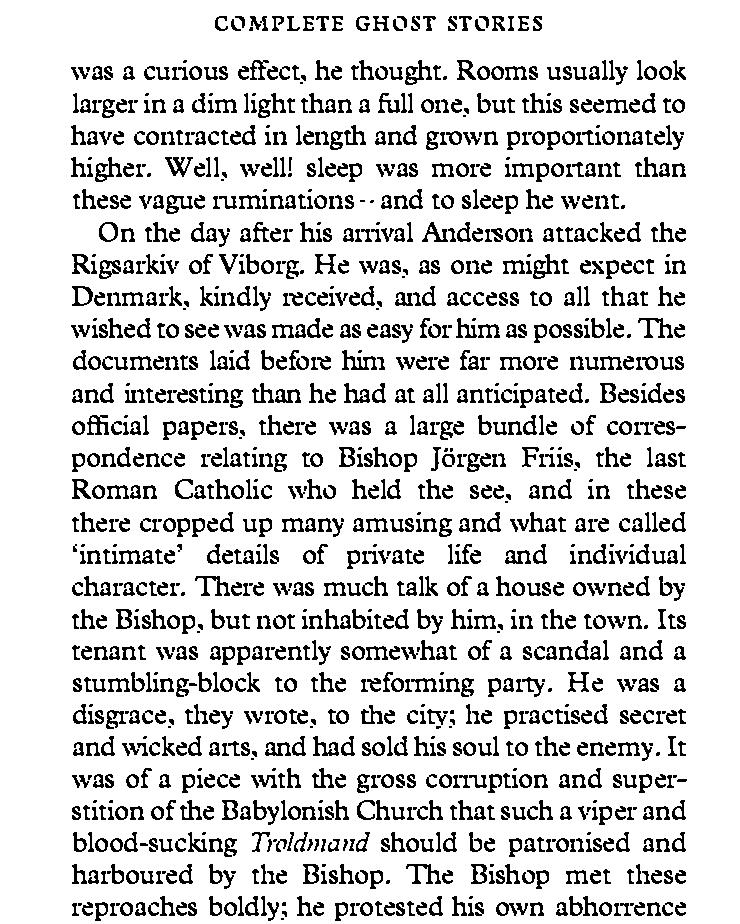 COMPLETE GHOST STORIES
was a curious effect, he thought. Rooms usually look
larger in a dim light than a full one, but this seemed to
have contracted in length and grown proportionately
higher. Well, well! sleep was more important than
these vague ruminations -- and to sleep he went.
On the day after his arrival Anderson attacked the
Rigsarkiv of Viborg. He was, as one might expect in
Denmark, kindly received, and access to all that he
wished to see was made as easy for him as possible. The
documents laid before him were far more numerous
and interesting than he had at all anticipated. Besides
official papers, there was a large bundle of corres-
pondence relating to Bishop Jörgen Friis, the last
Roman Catholic who held the see, and in these
there cropped up many amusing and what are called
‘intimate’ details of private life and individual
character. There was much talk of a house owned by
the Bishop, but not inhabited by him, in the town. Its
tenant was apparently somewhat of a scandal and a
stumbling-block to the reforming party. He was a
disgrace, they wrote, to the city; he practised secret
and wicked arts, and had sold his soul to the enemy. It
was of a piece with the gross corruption and super-
stition of the Babylonish Church that such a viper and
blood-sucking Troldmand should be patronised and
harboured by the Bishop. The Bishop met these
reproaches boldly; he protested his own abhorrence